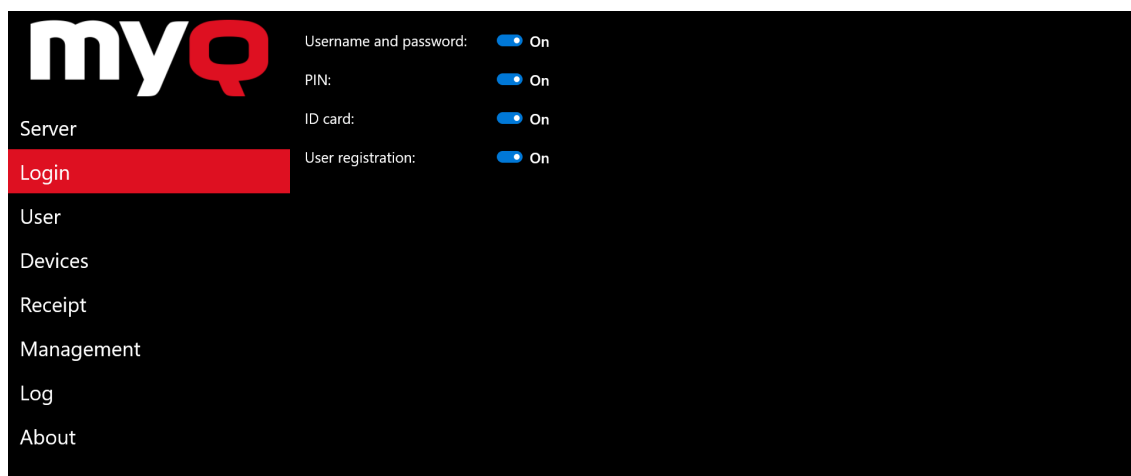 myQ
Server
Login
User
Devices
Receipt
Management
Log
About
Username and password: On
PIN: On
ID card: On
User registration: On